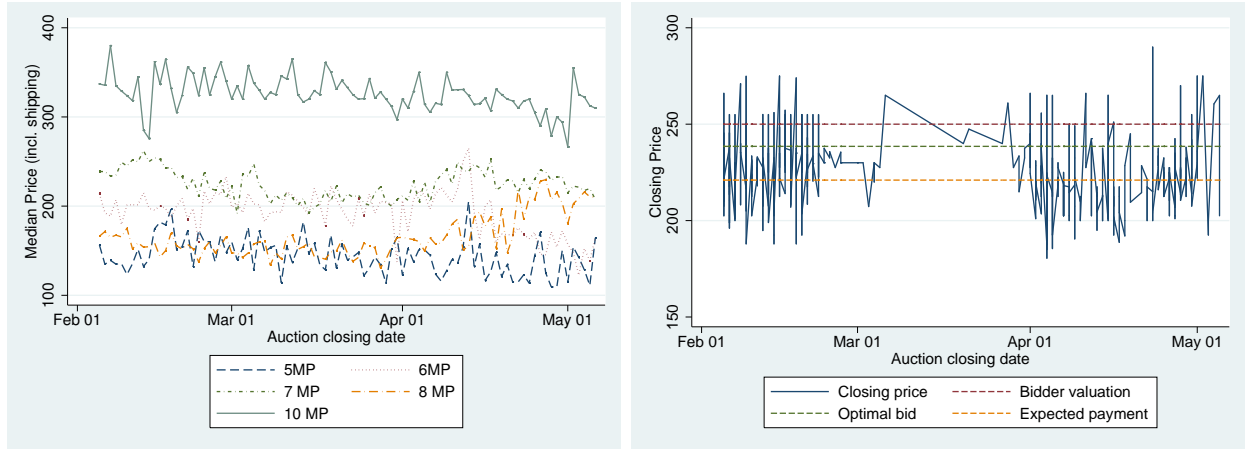 Median Price (incl. shipping)
400
300
200
100
Feb 01
Mar 01
Apr 01
May 01
Auction closing date
5MP
6MP
7 MP
8 MP
10 MP
Closing Price
300
250
200
150
Feb 01
Mar 01
Apr 01
May 01
Auction closing date
Closing price
Bidder valuation
Optimal bid
Expected payment